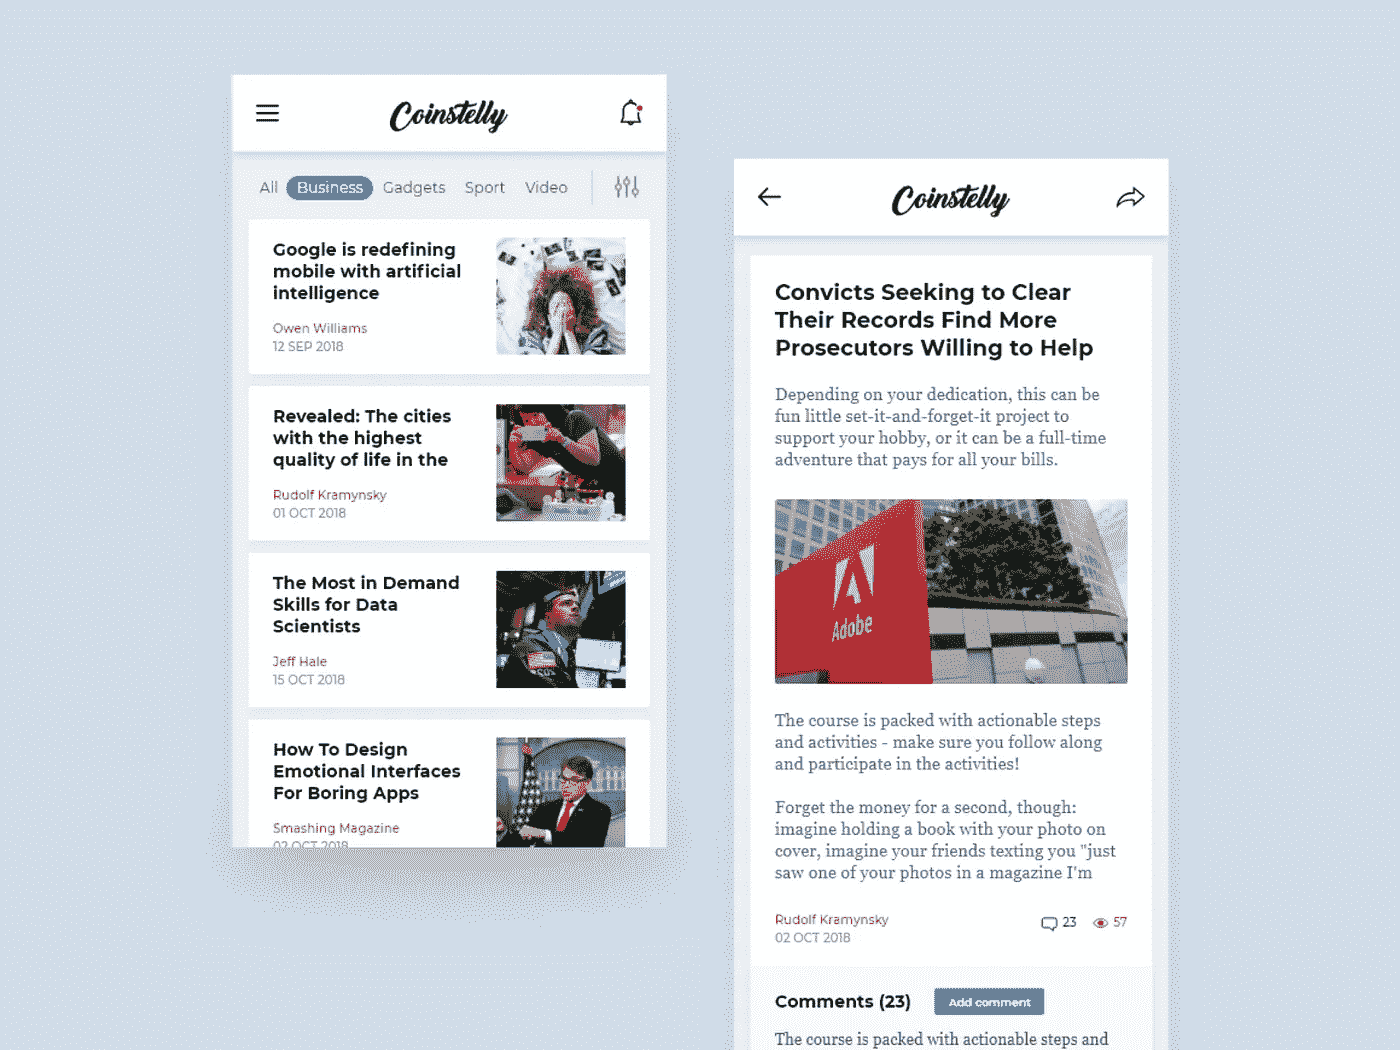 Coinstelly
All Business Gadgets Sport Video
Google is redefining
mobile with artificial
intelligence
Owen Williams
12 SEP 2018
Revealed: The cities
with the highest
quality of life in the
Rudolf Kramynsky
01 OCT 2018
The Most in Demand
Skills for Data
Scientists
Jeff Hale
15 OCT 2018
How To Design
Emotional Interfaces
For Boring Apps
Smashing Magazine
02 OCT 2018
Coinstelly
Convicts Seeking to Clear
Their Records Find More
Prosecutors Willing to Help
Depending on your dedication, this can be
fun little set-it-and-forget-it project to
support your hobby, or it can be a full-time
adventure that pays for all your bills.
Adobe
The course is packed with actionable steps
and activities - make sure you follow along
and participate in the activities!
Forget the money for a second, though:
imagine holding a book with your photo on
cover, imagine your friends texting you "just
saw one of your photos in a magazine I'm
Rudolf Kramynsky
23 57
02 OCT 2018
Comments (23) Add comment
The course is packed with actionable steps and